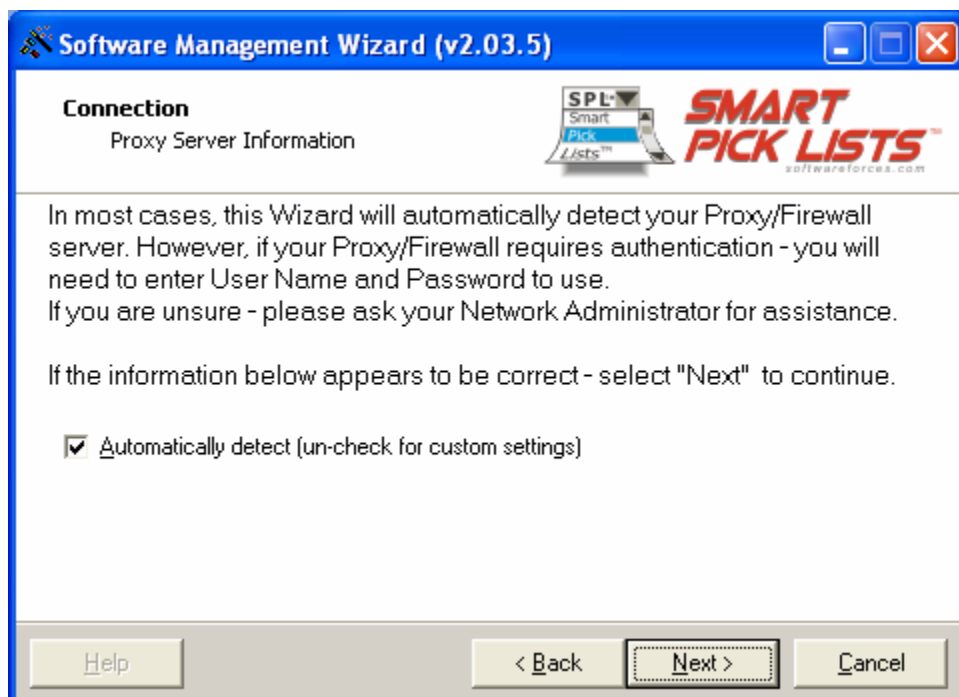 Software Management Wizard (v2.03.5)
Connection
Proxy Server Information
SPL™
Smart
Pick
Lists™
SMART
PICK LISTS™
softwareforces.com
In most cases, this Wizard will automatically detect your Proxy/Firewall
server. However, if your Proxy/Firewall requires authentication - you will
need to enter User Name and Password to use.
If you are unsure - please ask your Network Administrator for assistance.
If the information below appears to be correct - select "Next" to continue.
Automatically detect (un-check for custom settings)
Help
< Back
Next >
Cancel